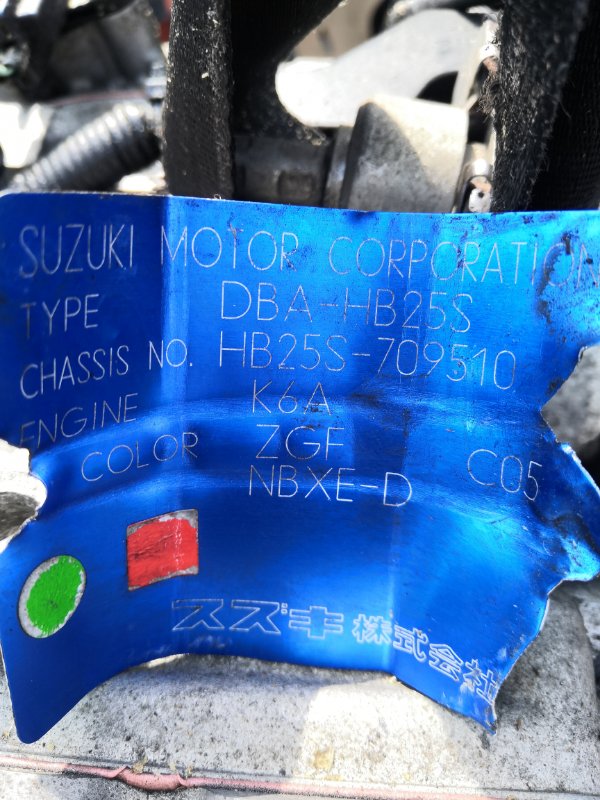 SUZUKI MOTOR CORPORATION
TYPE DBA-HB25S
CHASSIS NO. HB25S-709510
ENGINE K6A
COLOR ZGF C05
NBXE-D
スズキ株式会社